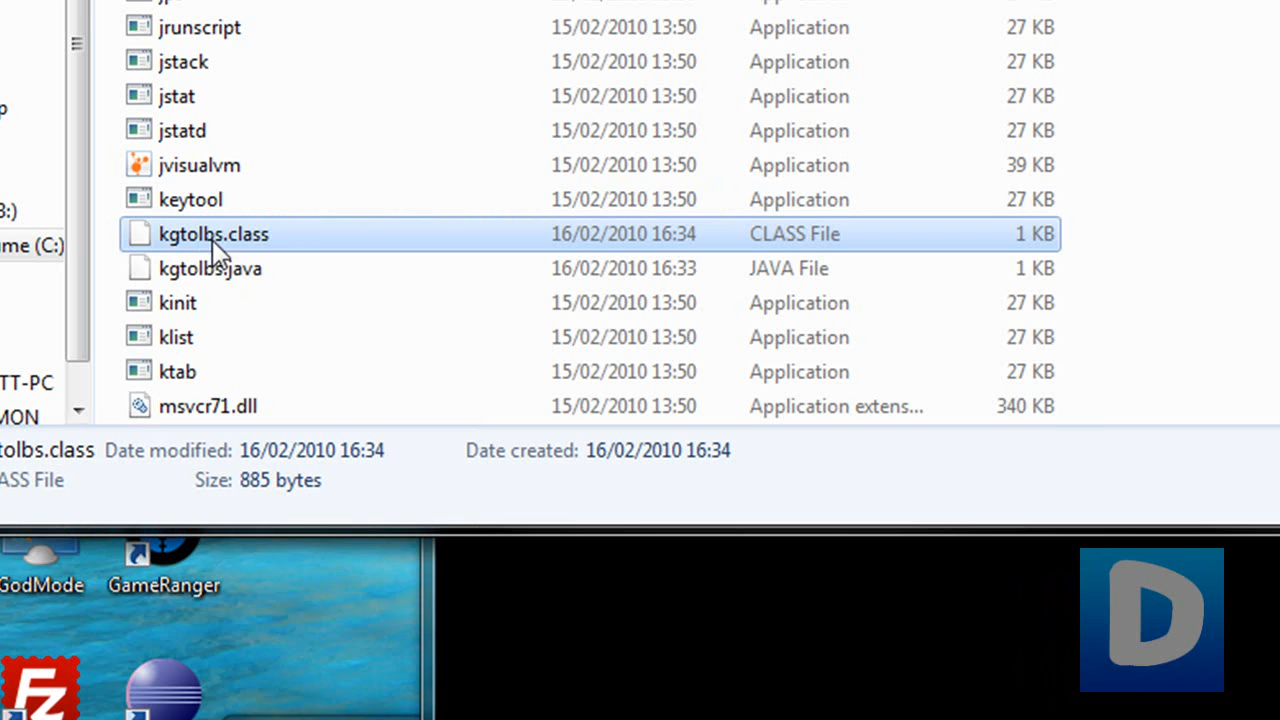 jrunscript 15/02/2010 13:50 Application 27 KB
jstack 15/02/2010 13:50 Application 27 KB
jstat 15/02/2010 13:50 Application 27 KB
p
jstatd 15/02/2010 13:50 Application 27 KB
jvisualvm 15/02/2010 13:50 Application 39 KB
keytool 15/02/2010 13:50 Application 27 KB
3:)
kgtolbs.class 16/02/2010 16:34 CLASS File 1 KB
ume (C:)
kgtolbs.java 16/02/2010 16:33 JAVA File 1 KB
kinit 15/02/2010 13:50 Application 27 KB
klist 15/02/2010 13:50 Application 27 KB
ktab 15/02/2010 13:50 Application 27 KB
TT-PC
msvcr71.dll 15/02/2010 13:50 Application extens... 340 KB
MON
tolbs.class Date modified: 16/02/2010 16:34 Date created: 16/02/2010 16:34
ASS File Size: 885 bytes
GodMode GameRanger
FZ
D